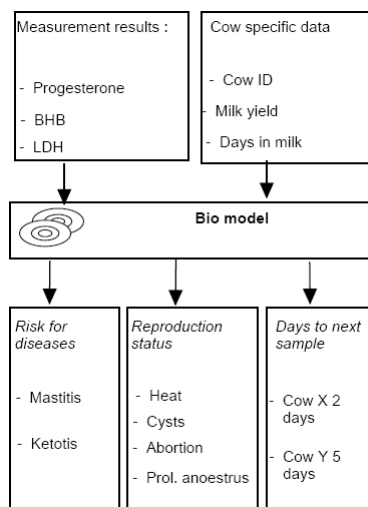 Measurement results :
- Progesterone
- BHB
- LDH
Cow specific data
- Cow ID
- Milk yield
- Days in milk
Bio model
Risk for
diseases
- Mastitis
- Ketotis
Reproduction
status
- Heat
- Cysts
- Abortion
- Prol. anoestrus
Days to next
sample
- Cow X 2
days
- Cow Y 5
days